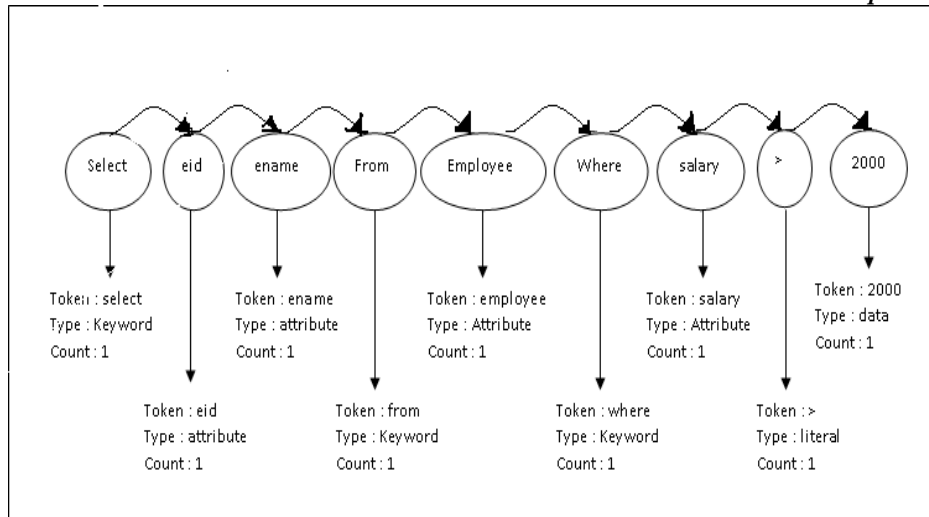 Select eid ename From Employee Where salary > 2000
Token : select
Type : Keyword
Count : 1
Token : ename
Type : attribute
Count : 1
Token : employee
Type : Attribute
Count : 1
Token : salary
Type : Attribute
Count : 1
Token : 2000
Type : data
Count : 1
Token : eid
Type : attribute
Count : 1
Token : from
Type : Keyword
Count : 1
Token : where
Type : Keyword
Count : 1
Token : >
Type : literal
Count : 1